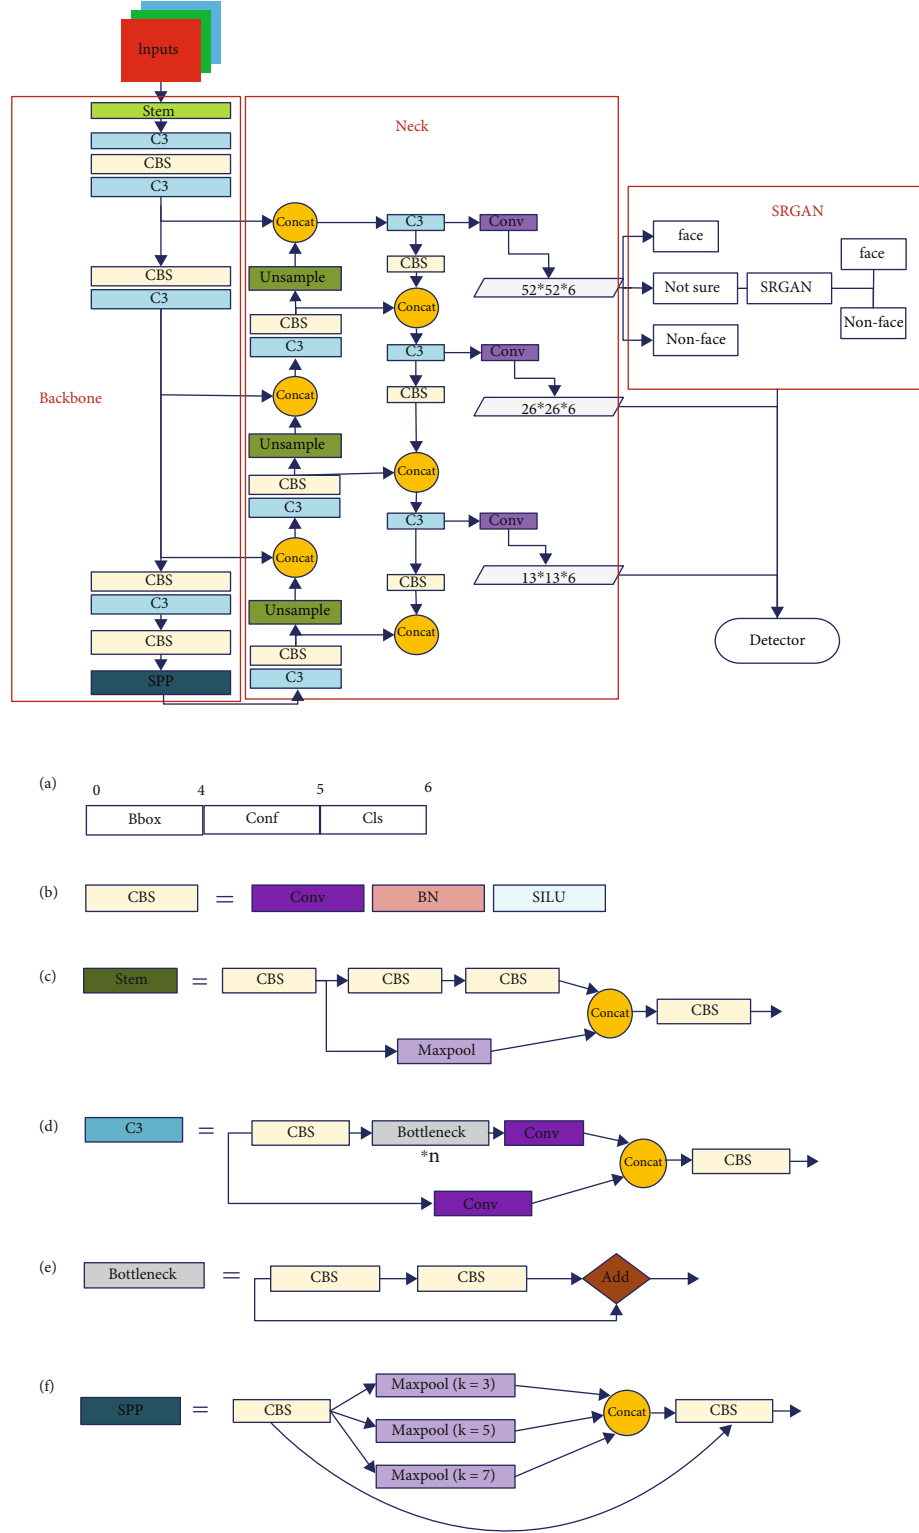 Inputs
Stem
C3
CBS
C3
CBS
C3
Backbone
CBS
C3
CBS
SPP
Neck
Concat
Unsample
CBS
C3
Concat
Unsample
CBS
C3
Concat
Unsample
CBS
C3
C3
CBS
Concat
C3
CBS
Concat
C3
CBS
Concat
Conv
52*52*6
Conv
26*26*6
Conv
13*13*6
SRGAN
face
Not sure
Non-face
SRGAN
face
Non-face
Detector
(a)
0 4 5 6
Bbox Conf Cls
(b) CBS = Conv BN SILU
(c) Stem = CBS CBS CBS
Concat CBS
Maxpool
(d) C3 = CBS Bottleneck Conv
*n
Concat CBS
Conv
(e) Bottleneck = CBS CBS Add
(f)
Maxpool (k = 3)
SPP = CBS Concat CBS
Maxpool (k = 5)
Maxpool (k = 7)